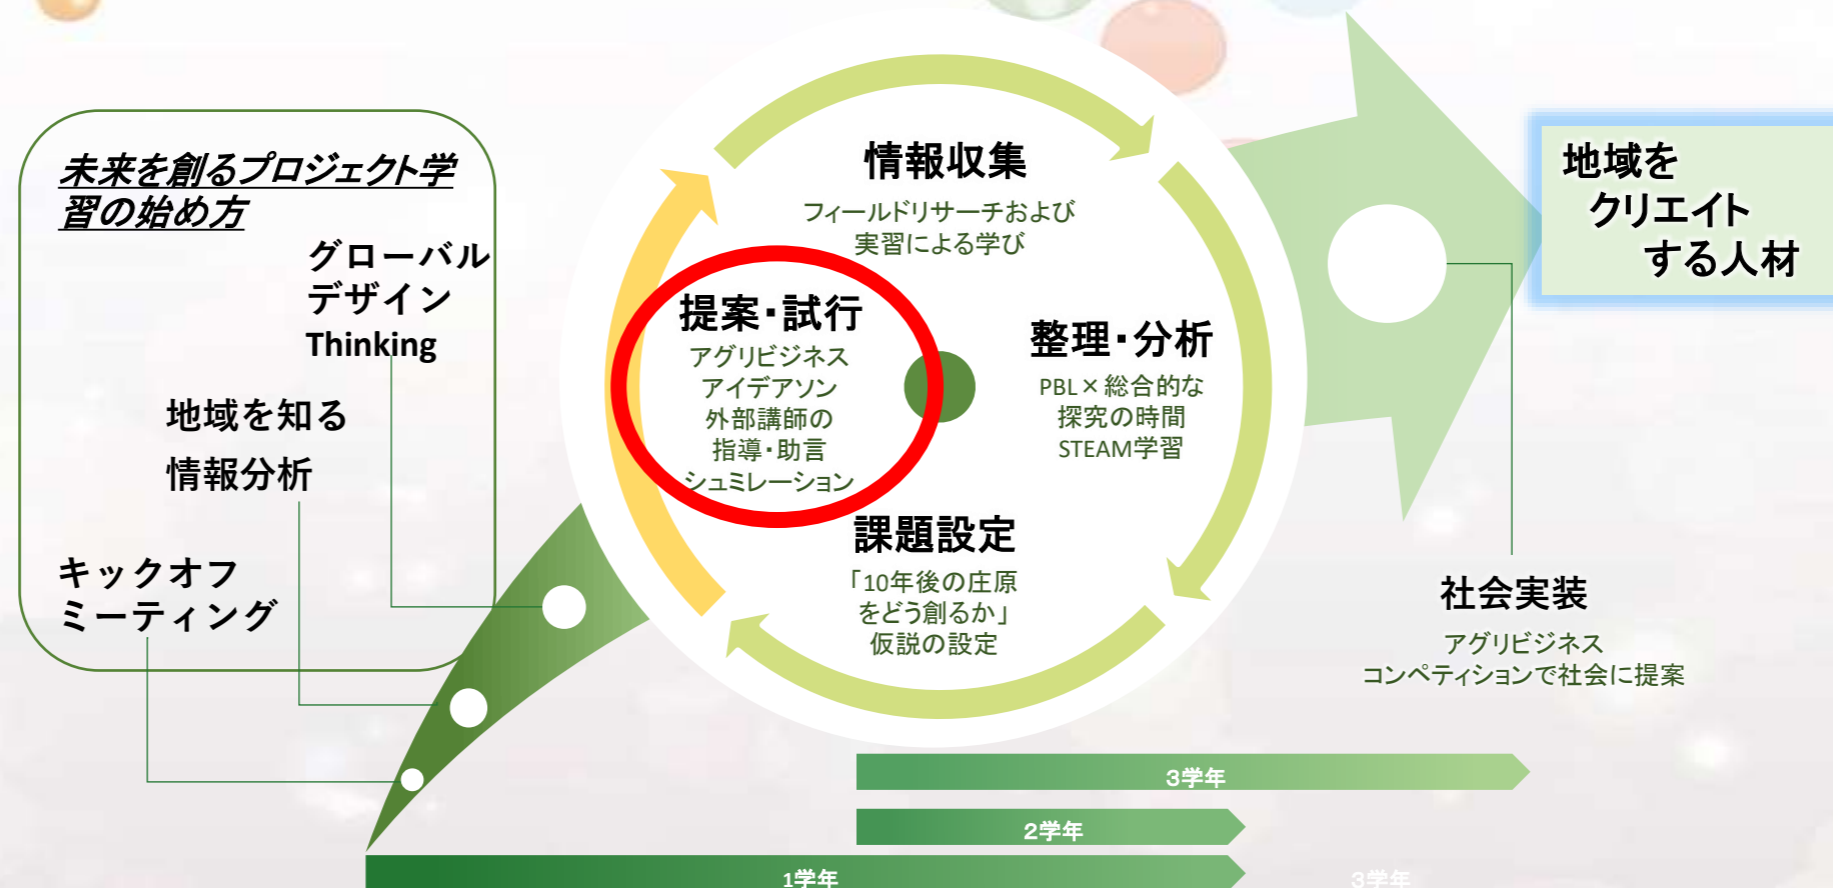 未来を創るプロジェクト学
習の始め方
グローバル
デザイン
Thinking
地域を知る
情報分析
キックオフ
ミーティング
情報収集
フィールドリサーチおよび
実習による学び
提案・試行
アグリビジネス
アイデアソン
外部講師の
指導・助言
シュミレーション
整理・分析
PBL×総合的な
探究の時間
STEAM学習
課題設定
「10年後の庄原
をどう創るか」
仮説の設定
地域を
クリエイト
する人材
社会実装
アグリビジネス
コンペティションで社会に提案
3学年
2学年
1学年
3学年